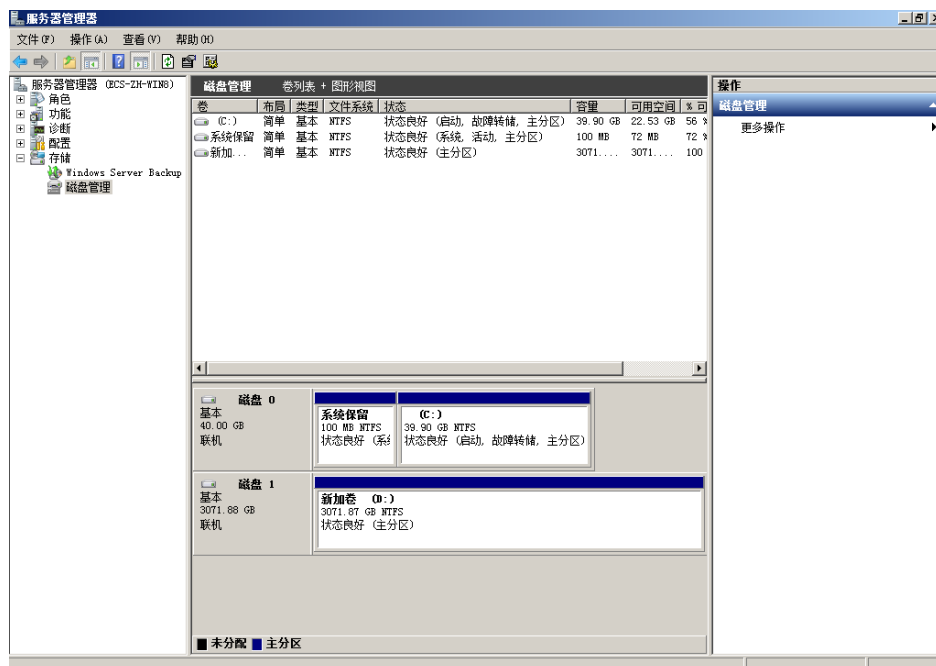 服务器管理器
文件(F) 操作(A) 查看(V) 帮助(H)
服务器管理器 (ECS-ZH-WIN8)
角色
功能
诊断
配置
存储
Windows Server Backup
磁盘管理
磁盘管理 卷列表 + 图形视图
卷 布局 类型 文件系统 状态 容量 可用空间 % 可
(C:) 简单 基本 NTFS 状态良好 (启动, 故障转储, 主分区) 39.90 GB 22.53 GB 56 %
系统保留 简单 基本 NTFS 状态良好 (系统, 活动, 主分区) 100 MB 72 MB 72 %
新加... 简单 基本 NTFS 状态良好 (主分区) 3071.... 3071.... 100
磁盘 0
基本
40.00 GB
联机
系统保留
100 MB NTFS
状态良好 (系
(C:)
39.90 GB NTFS
状态良好 (启动, 故障转储, 主分区)
磁盘 1
基本
3071.88 GB
联机
新加卷 (D:)
3071.87 GB NTFS
状态良好 (主分区)
未分配 主分区
操作
磁盘管理
更多操作